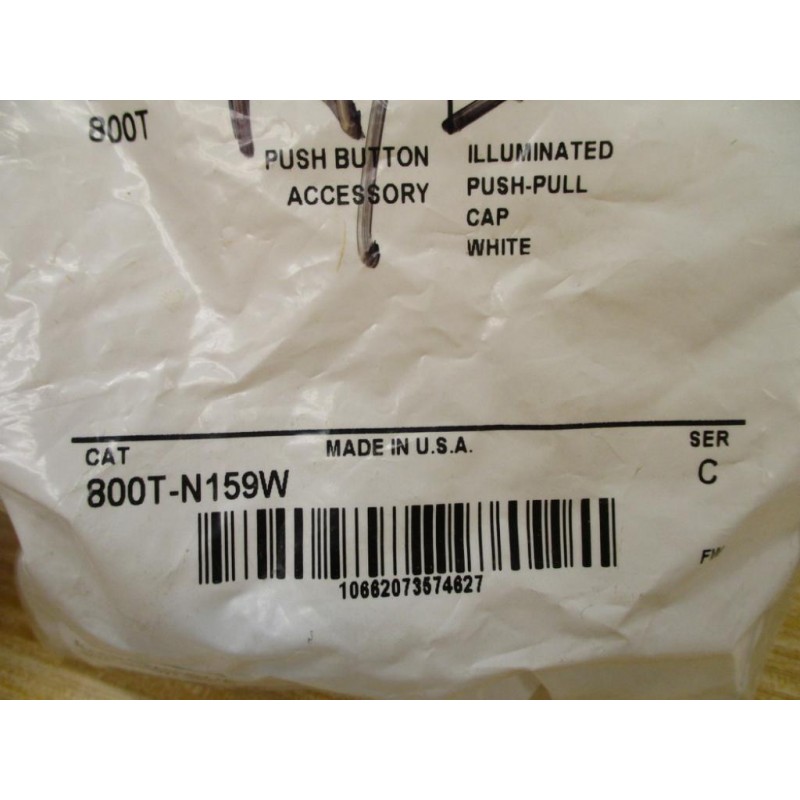 800T
PUSH BUTTON ILLUMINATED
ACCESSORY PUSH-PULL
CAP
WHITE
CAT MADE IN U.S.A. SER
800T-N159W C
10662073574627